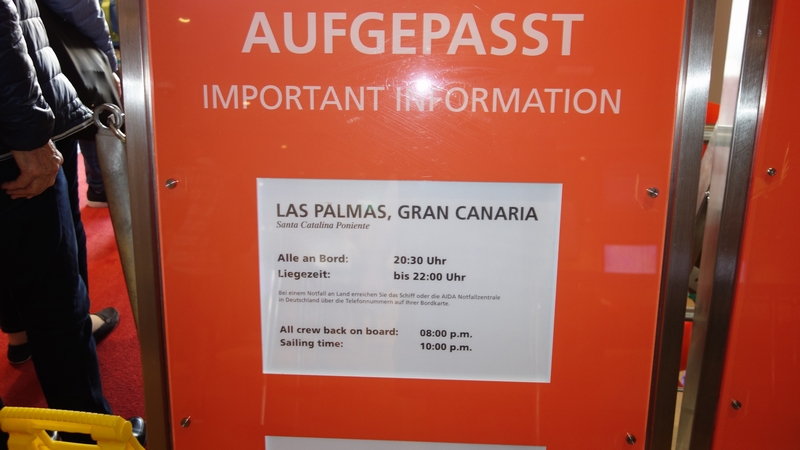 AUFGEPASST
IMPORTANT INFORMATION
LAS PALMAS, GRAN CANARIA
Santa Catalina Poniente
Alle an Bord: 20:30 Uhr
Liegezeit: bis 22:00 Uhr
Bei einem Notfall an Land erreichen Sie das Schiff oder die AIDA Notfallzentrale
in Deutschland über die Telefonnummern auf Ihrer Bordkarte.
All crew back on board: 08:00 p.m.
Sailing time: 10:00 p.m.